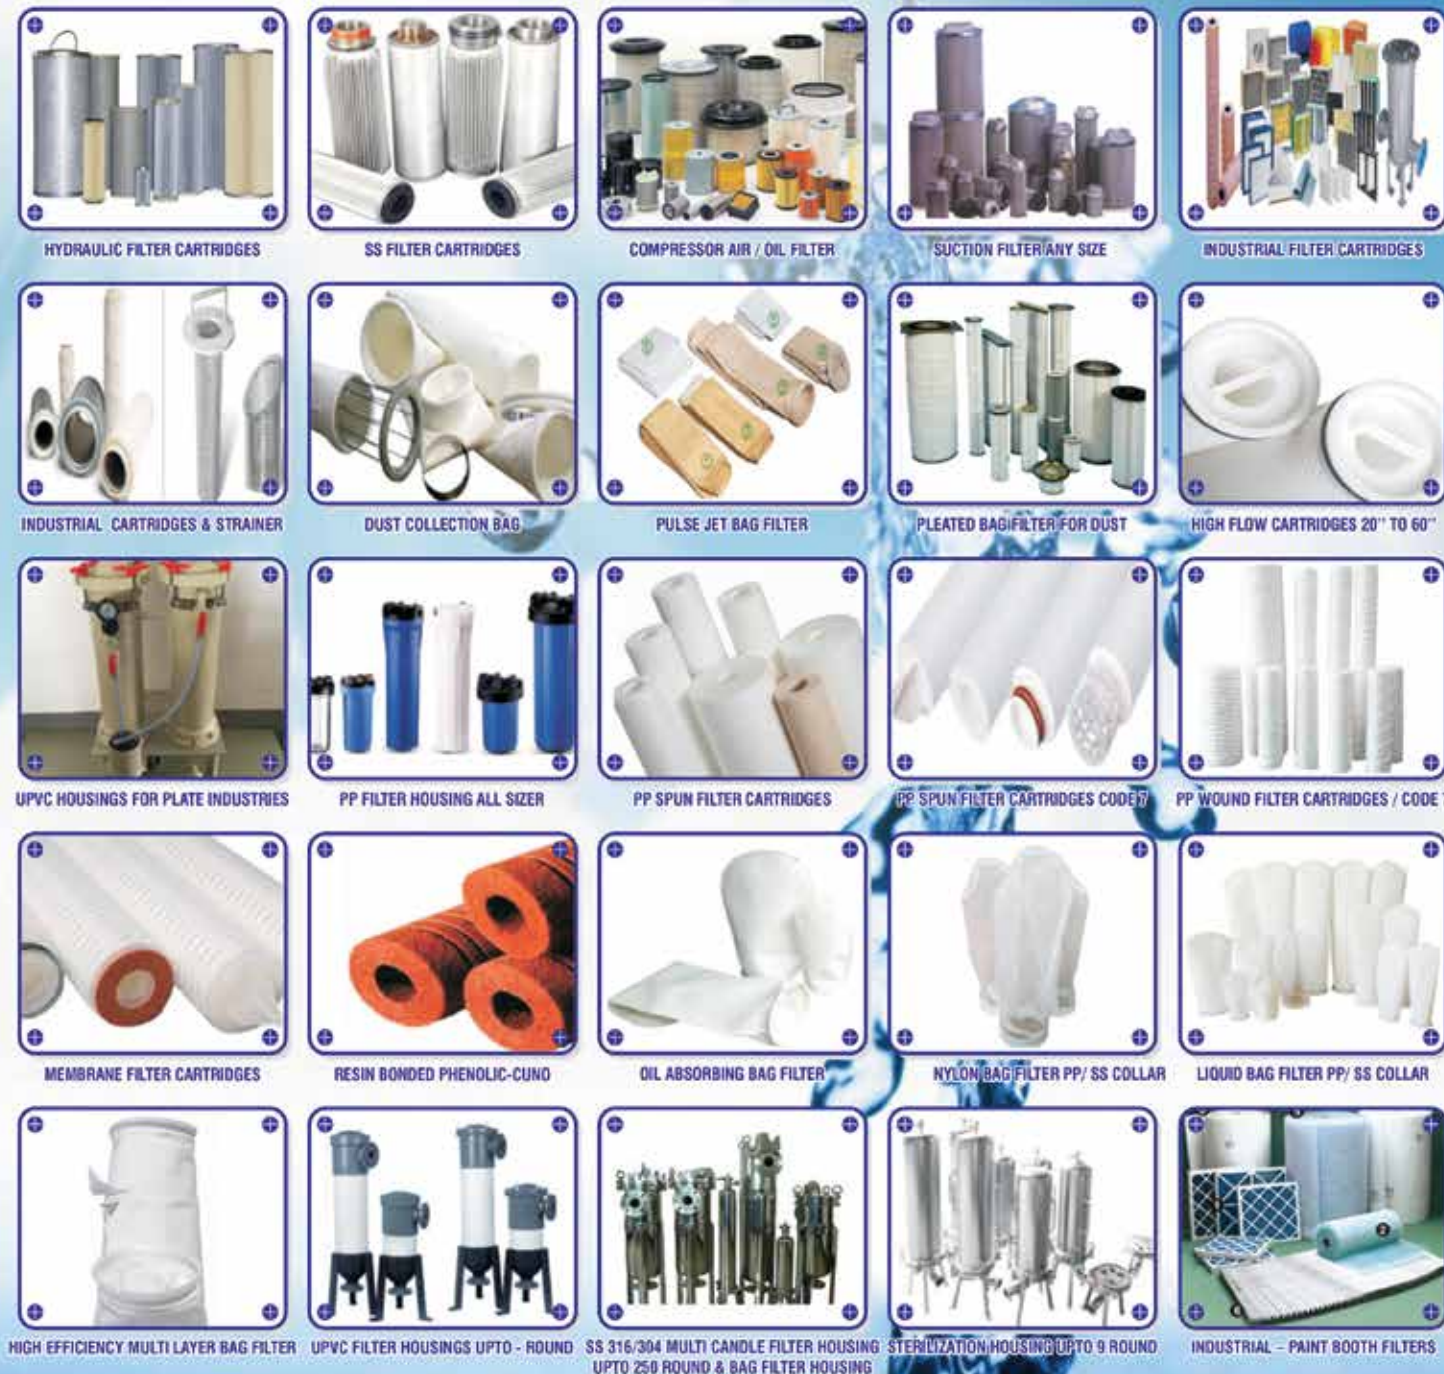 HYDRAULIC FILTER CARTRIDGES
SS FILTER CARTRIDGES
COMPRESSOR AIR / OIL FILTER
SUCTION FILTER ANY SIZE
INDUSTRIAL FILTER CARTRIDGES
INDUSTRIAL CARTRIDGES & STRAINER
DUST COLLECTION BAG
PULSE JET BAG FILTER
PLEATED BAG FILTER FOR DUST
HIGH FLOW CARTRIDGES 20'' TO 60''
UPVC HOUSINGS FOR PLATE INDUSTRIES
PP FILTER HOUSING ALL SIZER
PP SPUN FILTER CARTRIDGES
PP SPUN FILTER CARTRIDGES CODE 7
PP WOUND FILTER CARTRIDGES / CODE
MEMBRANE FILTER CARTRIDGES
RESIN BONDED PHENOLIC-CUNO
OIL ABSORBING BAG FILTER
NYLON BAG FILTER PP/ SS COLLAR
LIQUID BAG FILTER PP/ SS COLLAR
HIGH EFFICIENCY MULTI LAYER BAG FILTER
UPVC FILTER HOUSINGS UPTO - ROUND
SS 316/304 MULTI CANDLE FILTER HOUSING
UPTO 250 ROUND & BAG FILTER HOUSING
STERILIZATION HOUSING UPTO 9 ROUND
INDUSTRIAL – PAINT BOOTH FILTERS